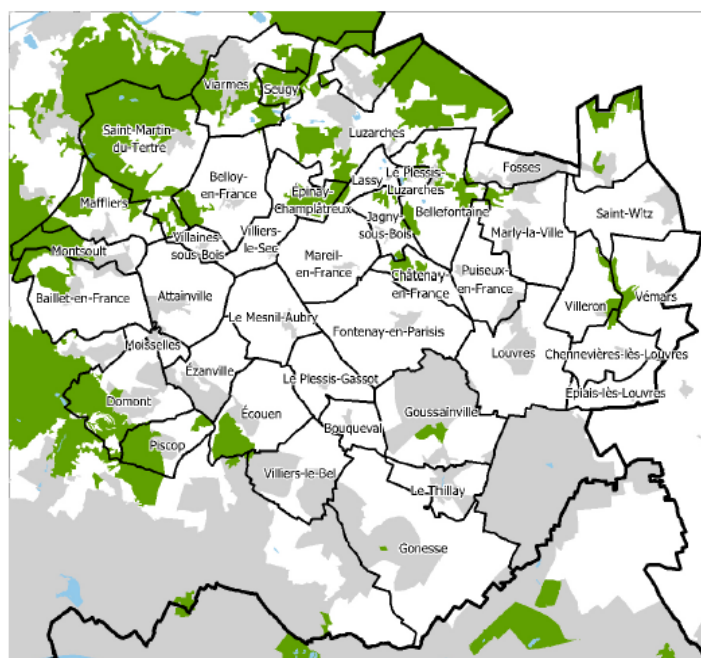 Viarmes
Seugy
Saint-Martin
du-Tertre
Luzarches
Fosses
Belloy-
en-France
Lassy
Le Plessis-
Luzarches
Maffliers
Épinay-
Champlâtreux
Bellefontaine
Saint-Witz
Jagny-
sous-Bois
Marly-la-Ville
Villaines-
sous-Bois
Villiers-
le-Sec
Montsoult
Mareil-
en-France
Châtenay-
en-France
Puiseux-
en-France
Baillet-en-France
Attainville
Villeron
Vémars
Le Mesnil-Aubry
Fontenay-en-Parisis
Moisselles
Louvres
Chennevières-lès-Louvres
Ézanville
Le Plessis-Gassot
Epiais-lès-Louvres
Domont
Écouen
Goussainville
Bouqueval
Piscop
Villiers-le-Bel
Le Thillay
Gonesse